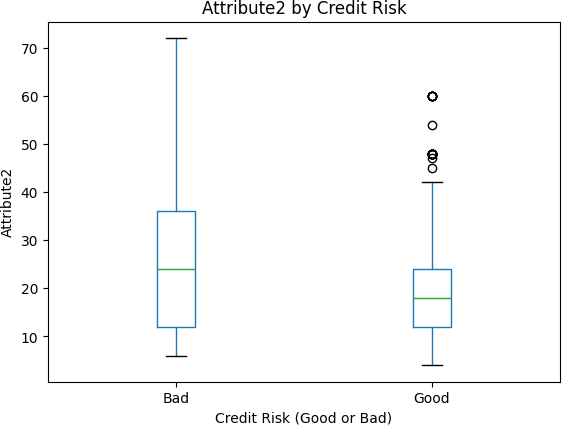 Attribute2 by Credit Risk
70
60
50
40
30
20
10
Attribute2
Bad
Good
Credit Risk (Good or Bad)